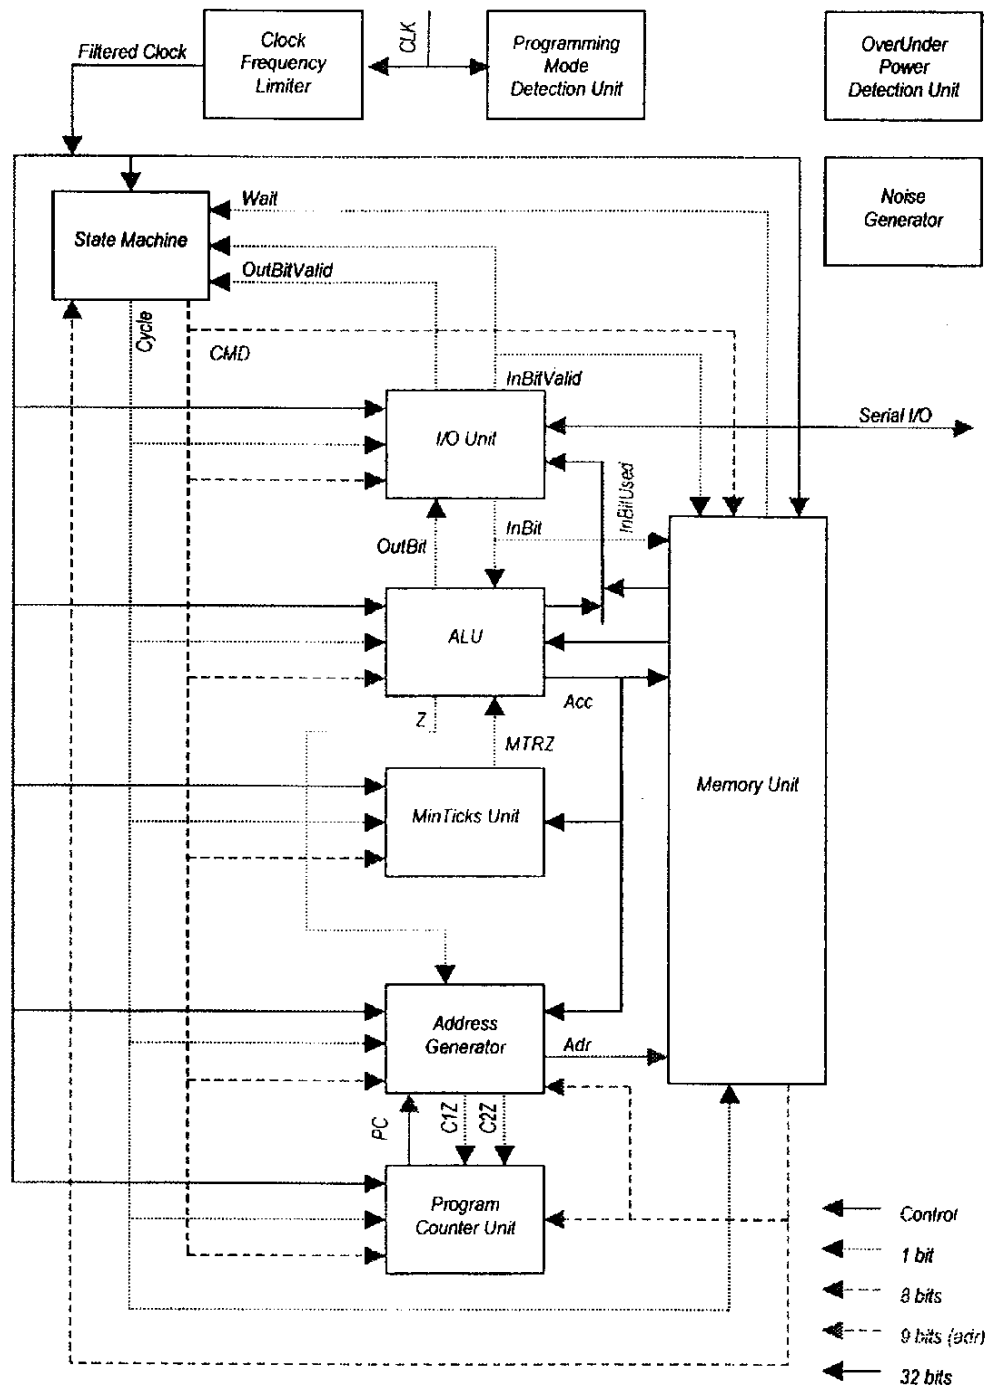 Filtered Clock
Clock
Frequency
Limiter
CLK
Programming
Mode
Detection Unit
OverUnder
Power
Detection Unit
Noise
Generator
State Machine
Wait
OutBitValid
Cycle
CMD
InBitValid
I/O Unit
Serial I/O
InBitUsed
OutBit
InBit
ALU
Acc
Z
MTRZ
MinTicks Unit
Memory Unit
Address
Generator
Adr
PC
C1Z
C2Z
Program
Counter Unit
Control
1 bit
8 bits
9 bits (adr)
32 bits